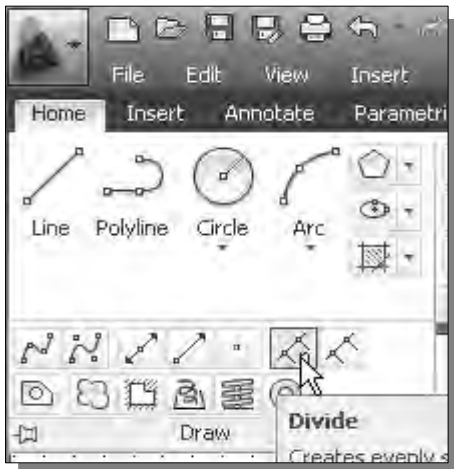 File Edit View Insert
Home Insert Annotate Parametri
Line Polyline Circle Arc
Draw
Divide
Creates evenly s